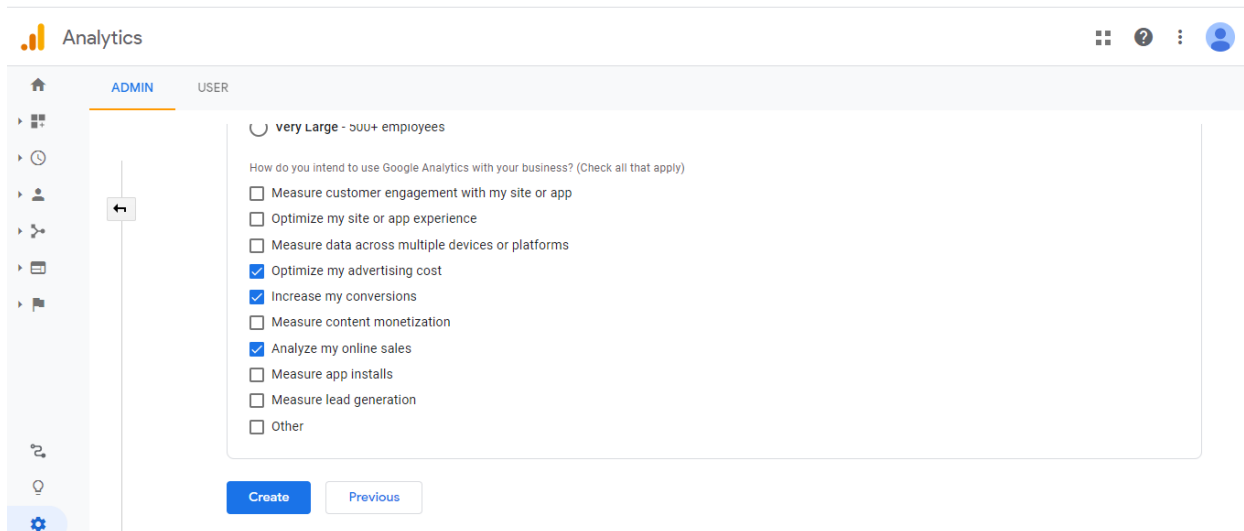 Analytics
ADMIN USER
Very Large - 500+ employees
How do you intend to use Google Analytics with your business? (Check all that apply)
Measure customer engagement with my site or app
Optimize my site or app experience
Measure data across multiple devices or platforms
Optimize my advertising cost
Increase my conversions
Measure content monetization
Analyze my online sales
Measure app installs
Measure lead generation
Other
Create Previous